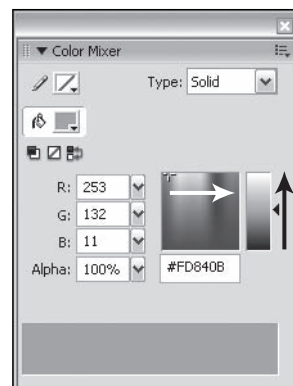 Color Mixer
Type: Solid
R: 253
G: 132
B: 11
Alpha: 100%
#FD840B